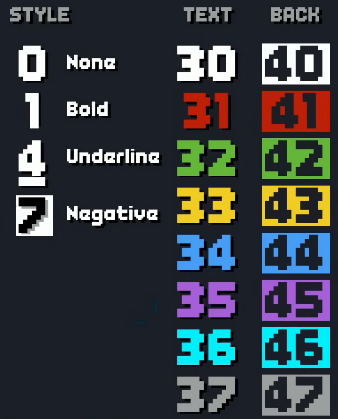 STYLE TEXT BACK
0 None 30 40
1 Bold 31 41
4 Underline 32 42
7 Negative 33 43
34 44
35 45
36 46
37 47